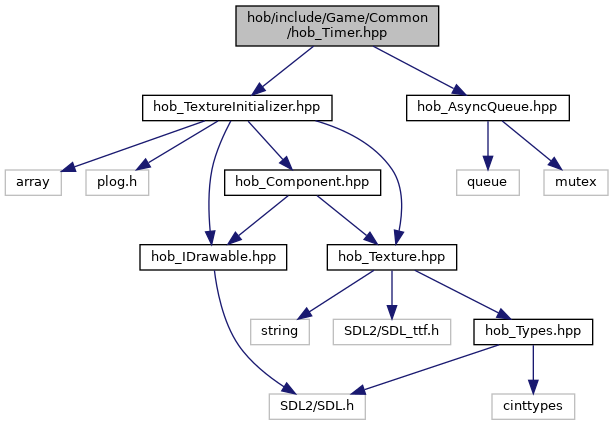 hob/include/Game/Common
/hob_Timer.hpp
hob_TextureInitializer.hpp
hob_AsyncQueue.hpp
array
plog.h
hob_Component.hpp
queue
mutex
hob_IDrawable.hpp
hob_Texture.hpp
string
SDL2/SDL_ttf.h
hob_Types.hpp
SDL2/SDL.h
cinttypes